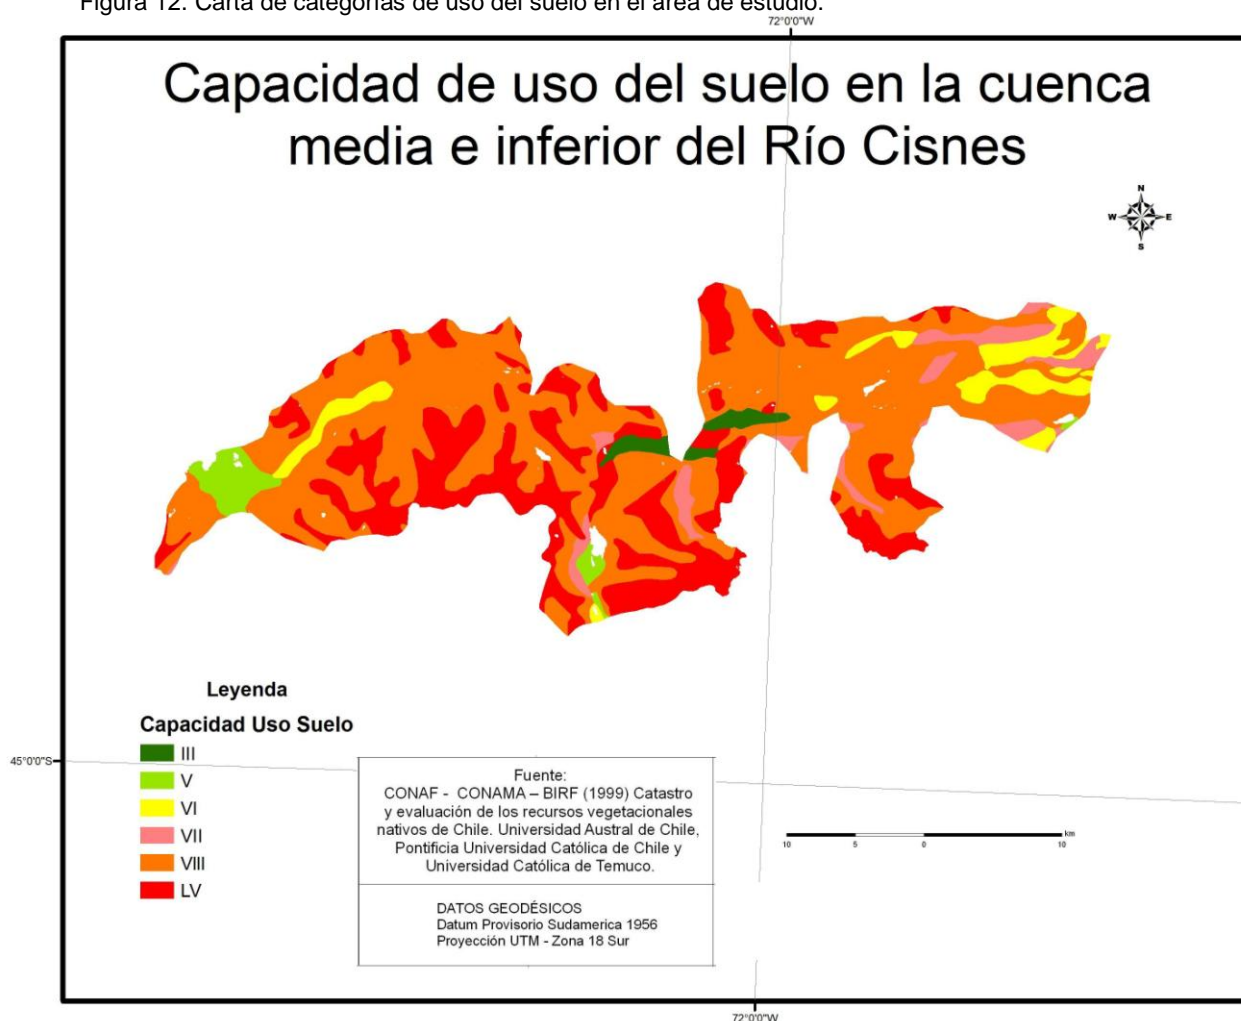 Figura 12. Carta de categorías de uso del suelo en el área de estudio.
72°0'0"W
Capacidad de uso del suelo en la cuenca
media e inferior del Río Cisnes
N
W E
S
Leyenda
Capacidad Uso Suelo
III
V
VI
VII
VIII
LV
45°0'0"S
Fuente:
CONAF - CONAMA – BIRF (1999) Catastro
y evaluación de los recursos vegetacionales
nativos de Chile. Universidad Austral de Chile,
Pontificia Universidad Católica de Chile y
Universidad Católica de Temuco.
DATOS GEODÉSICOS
Datum Provisorio Sudamerica 1956
Proyección UTM - Zona 18 Sur
km
10 5 0 10
72°0'0"W